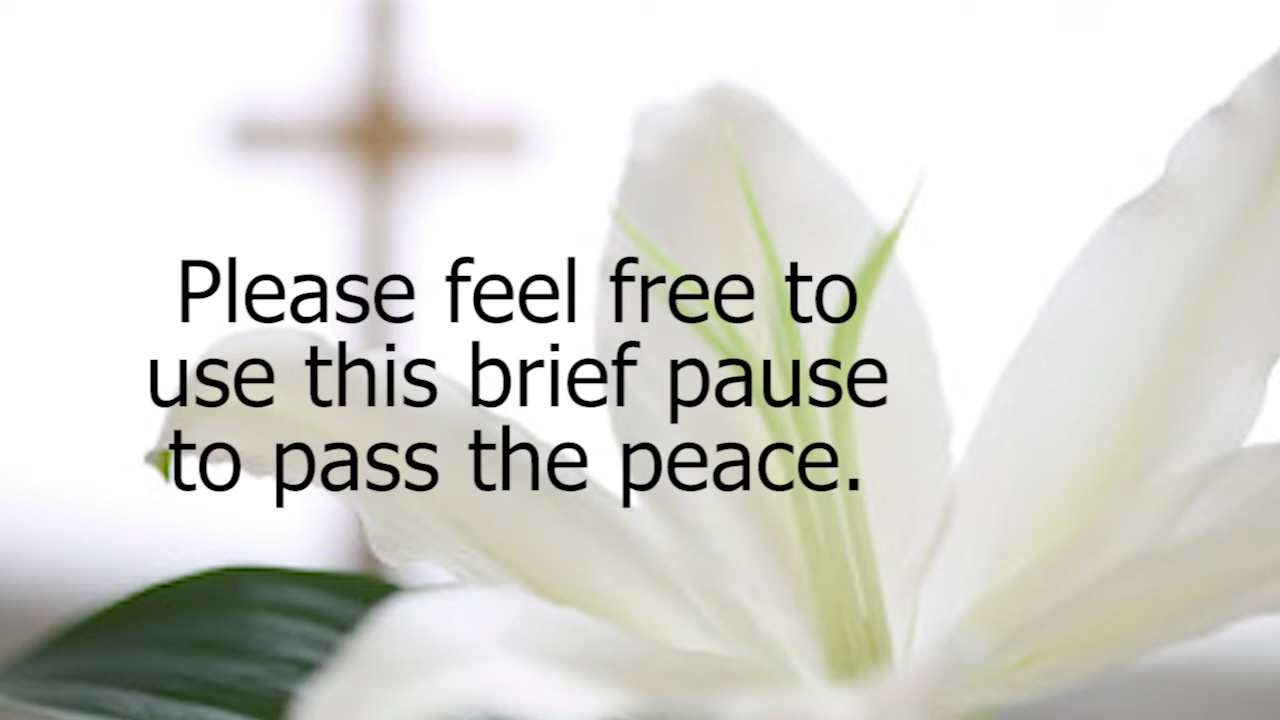 Please feel free to
use this brief pause
to pass the peace.